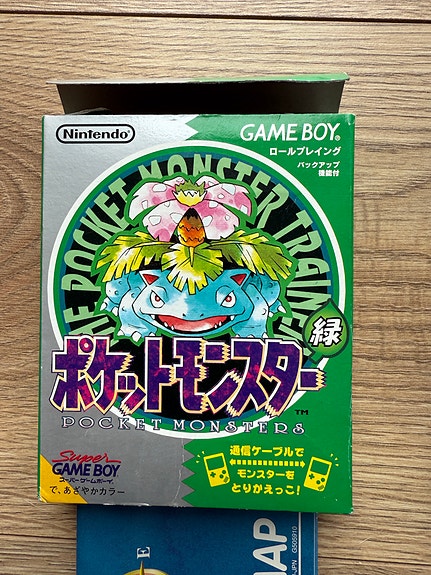 Nintendo®
GAME BOY®
ロールプレイング
バックアップ
機能付
THE POCKET MONSTER TRAINER
緑
ポケットモンスター
™
POCKET MONSTERS
Super
GAME BOY
スーパーゲームボーイ®
で、あざやかカラー
通信ケーブルで
モンスターを
とりかえっこ!
MAP
G505910